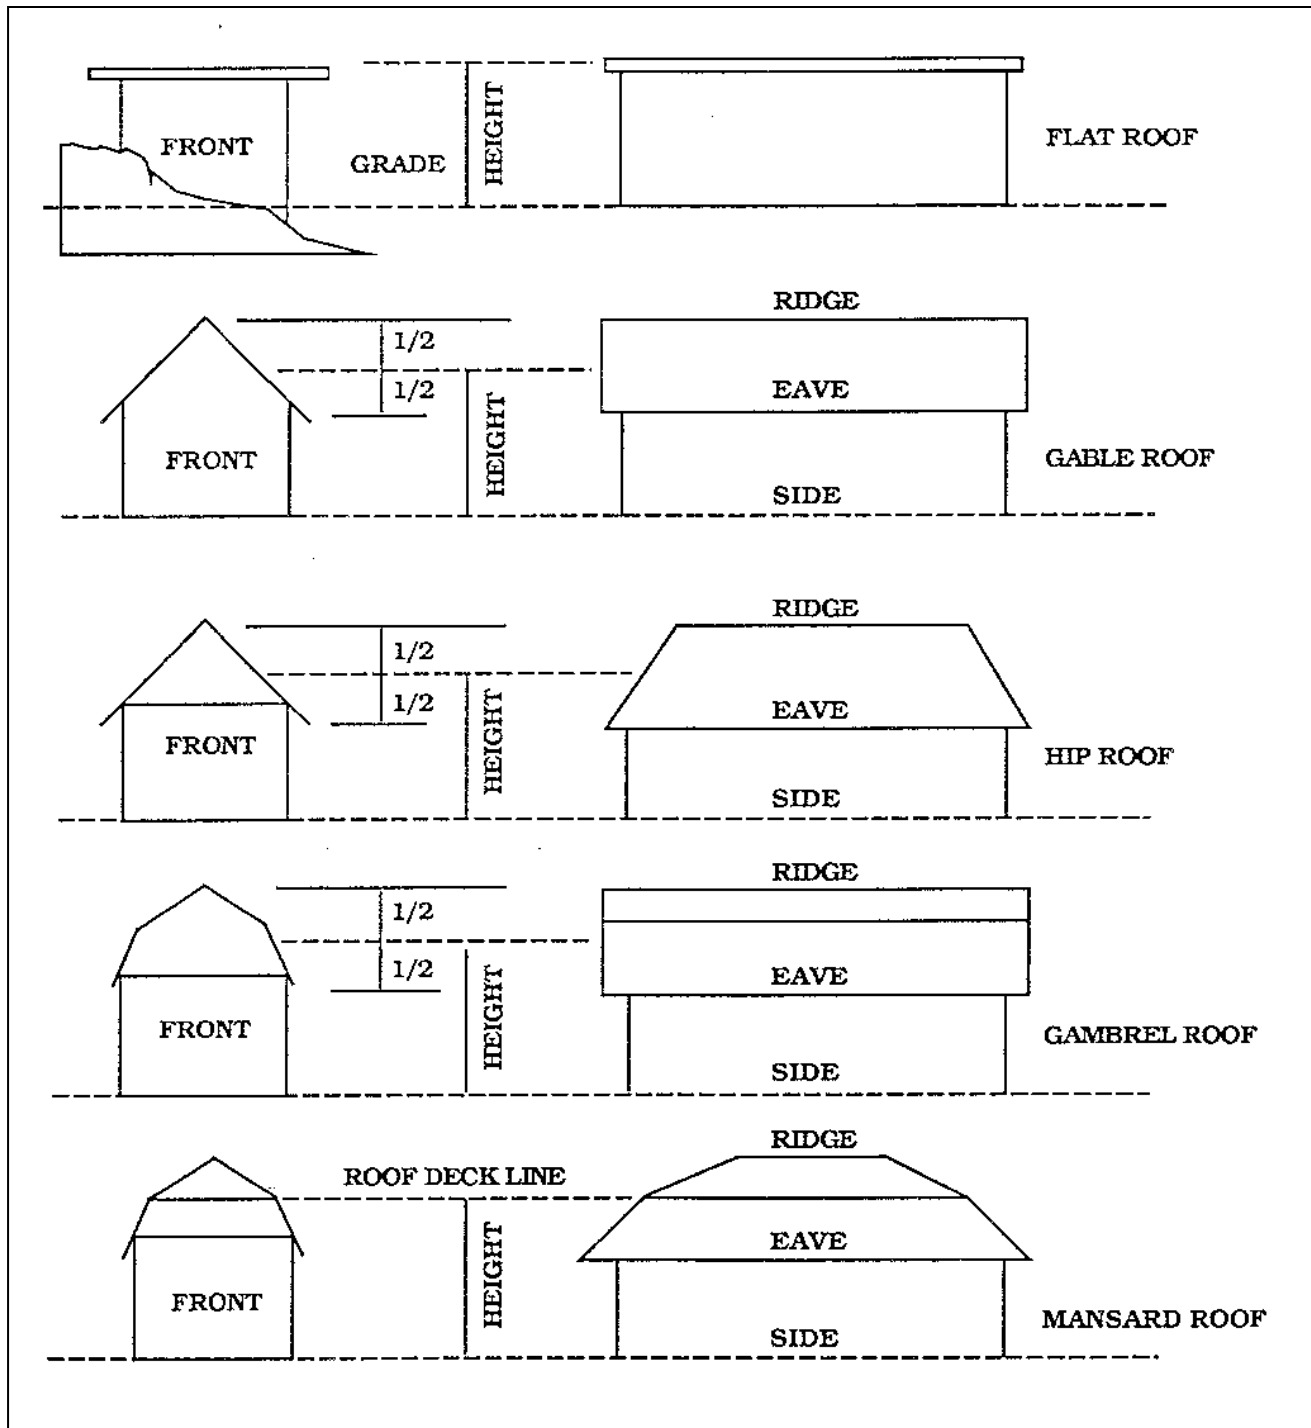 FRONT
GRADE
HEIGHT
FLAT ROOF
RIDGE
1/2
1/2
EAVE
FRONT
HEIGHT
GABLE ROOF
SIDE
RIDGE
1/2
1/2
EAVE
FRONT
HEIGHT
HIP ROOF
SIDE
RIDGE
1/2
1/2
EAVE
FRONT
HEIGHT
GAMBREL ROOF
SIDE
RIDGE
ROOF DECK LINE
EAVE
HEIGHT
FRONT
MANSARD ROOF
SIDE